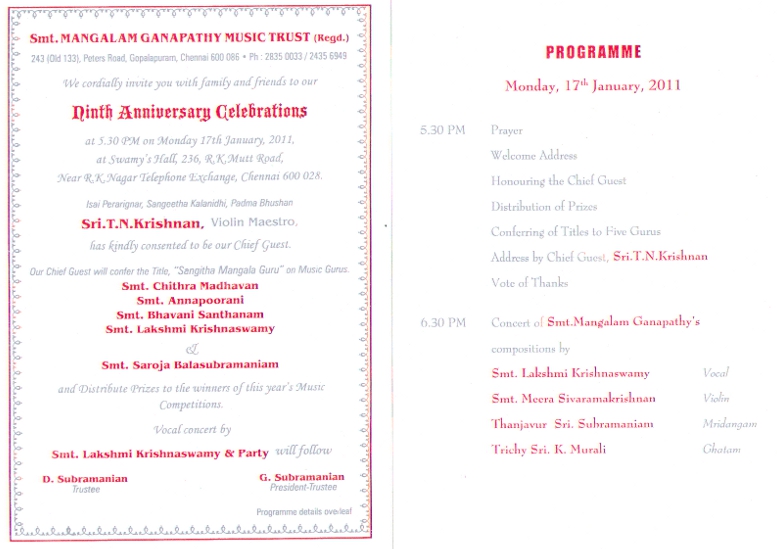 Smt. MANGALAM GANAPATHY MUSIC TRUST (Regd.)
243 (Old 133), Peters Road, Gopalapuram, Chennai 600 086 • Ph : 2835 0033 / 2435 6949
We cordially invite you with family and friends to our
Ninth Anniversary Celebrations
at 5.30 PM on Monday 17th January, 2011,
at Swamy's Hall, 236, R.K.Mutt Road,
Near R.K.Nagar Telephone Exchange, Chennai 600 028.
Isai Perarignar, Sangeetha Kalanidhi, Padma Bhushan
Sri.T.N.Krishnan, Violin Maestro,
has kindly consented to be our Chief Guest.
Our Chief Guest will confer the Title, "Sangitha Mangala Guru" on Music Gurus.
Smt. Chithra Madhavan
Smt. Annapoorani
Smt. Bhavani Santhanam
Smt. Lakshmi Krishnaswamy
&
Smt. Saroja Balasubramaniam
and Distribute Prizes to the winners of this year's Music
Competitions.
Vocal concert by
Smt. Lakshmi Krishnaswamy & Party will follow
D. Subramanian
Trustee
G. Subramanian
President-Trustee
Programme details overleaf
PROGRAMME
Monday, 17th January, 2011
5.30 PM Prayer
Welcome Address
Honouring the Chief Guest
Distribution of Prizes
Conferring of Titles to Five Gurus
Address by Chief Guest, Sri.T.N.Krishnan
Vote of Thanks
6.30 PM Concert of Smt.Mangalam Ganapathy's
compositions by
Smt. Lakshmi Krishnaswamy Vocal
Smt. Meera Sivaramakrishnan Violin
Thanjavur Sri. Subramaniam Mridangam
Trichy Sri. K. Murali Ghatam